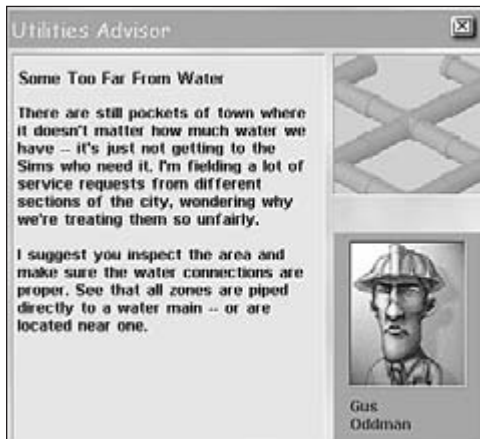 Utilities Advisor
Some Too Far From Water
There are still pockets of town where
it doesn't matter how much water we
have -- it's just not getting to the
Sims who need it. I'm fielding a lot of
service requests from different
sections of the city, wondering why
we're treating them so unfairly.
I suggest you inspect the area and
make sure the water connections are
proper. See that all zones are piped
directly to a water main -- or are
located near one.
Gus
Oddman